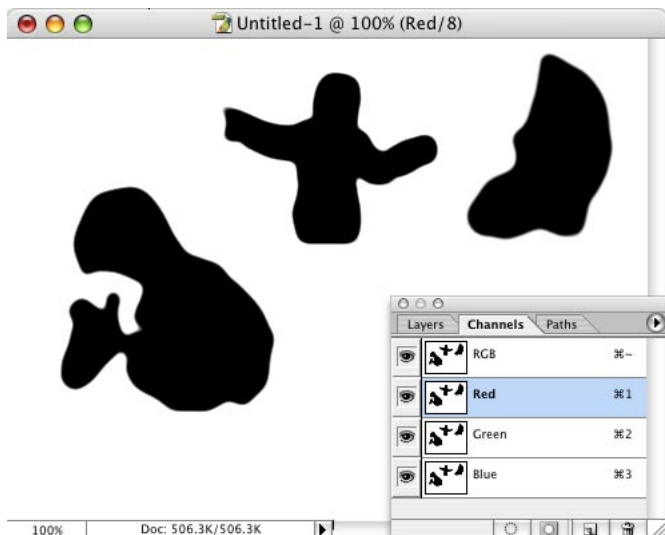 Untitled-1 @ 100% (Red/8)
Layers Channels Paths
RGB ⌘~
Red ⌘1
Green ⌘2
Blue ⌘3
100% Doc: 506.3K/506.3K